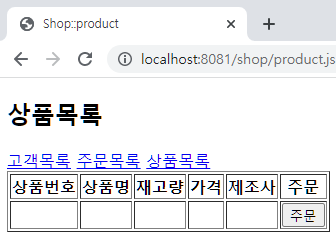 Shop::product
localhost:8081/shop/product.js
상품목록
고객목록 주문목록 상품목록
상품번호 상품명 재고량 가격 제조사 주문
주문